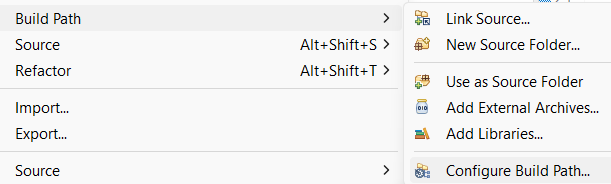 Build Path
Source Alt+Shift+S
Refactor Alt+Shift+T
Import...
Export...
Source
Link Source...
New Source Folder...
Use as Source Folder
Add External Archives...
Add Libraries...
Configure Build Path...